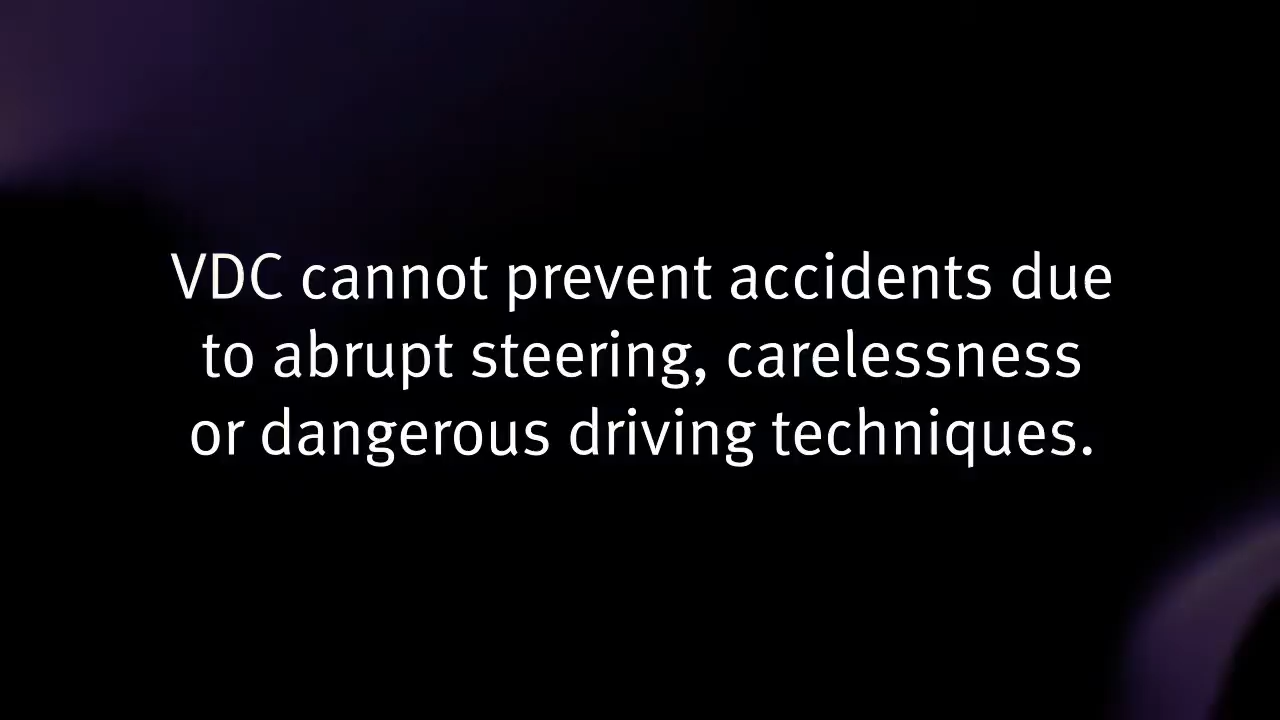 VDC cannot prevent accidents due
to abrupt steering, carelessness
or dangerous driving techniques.